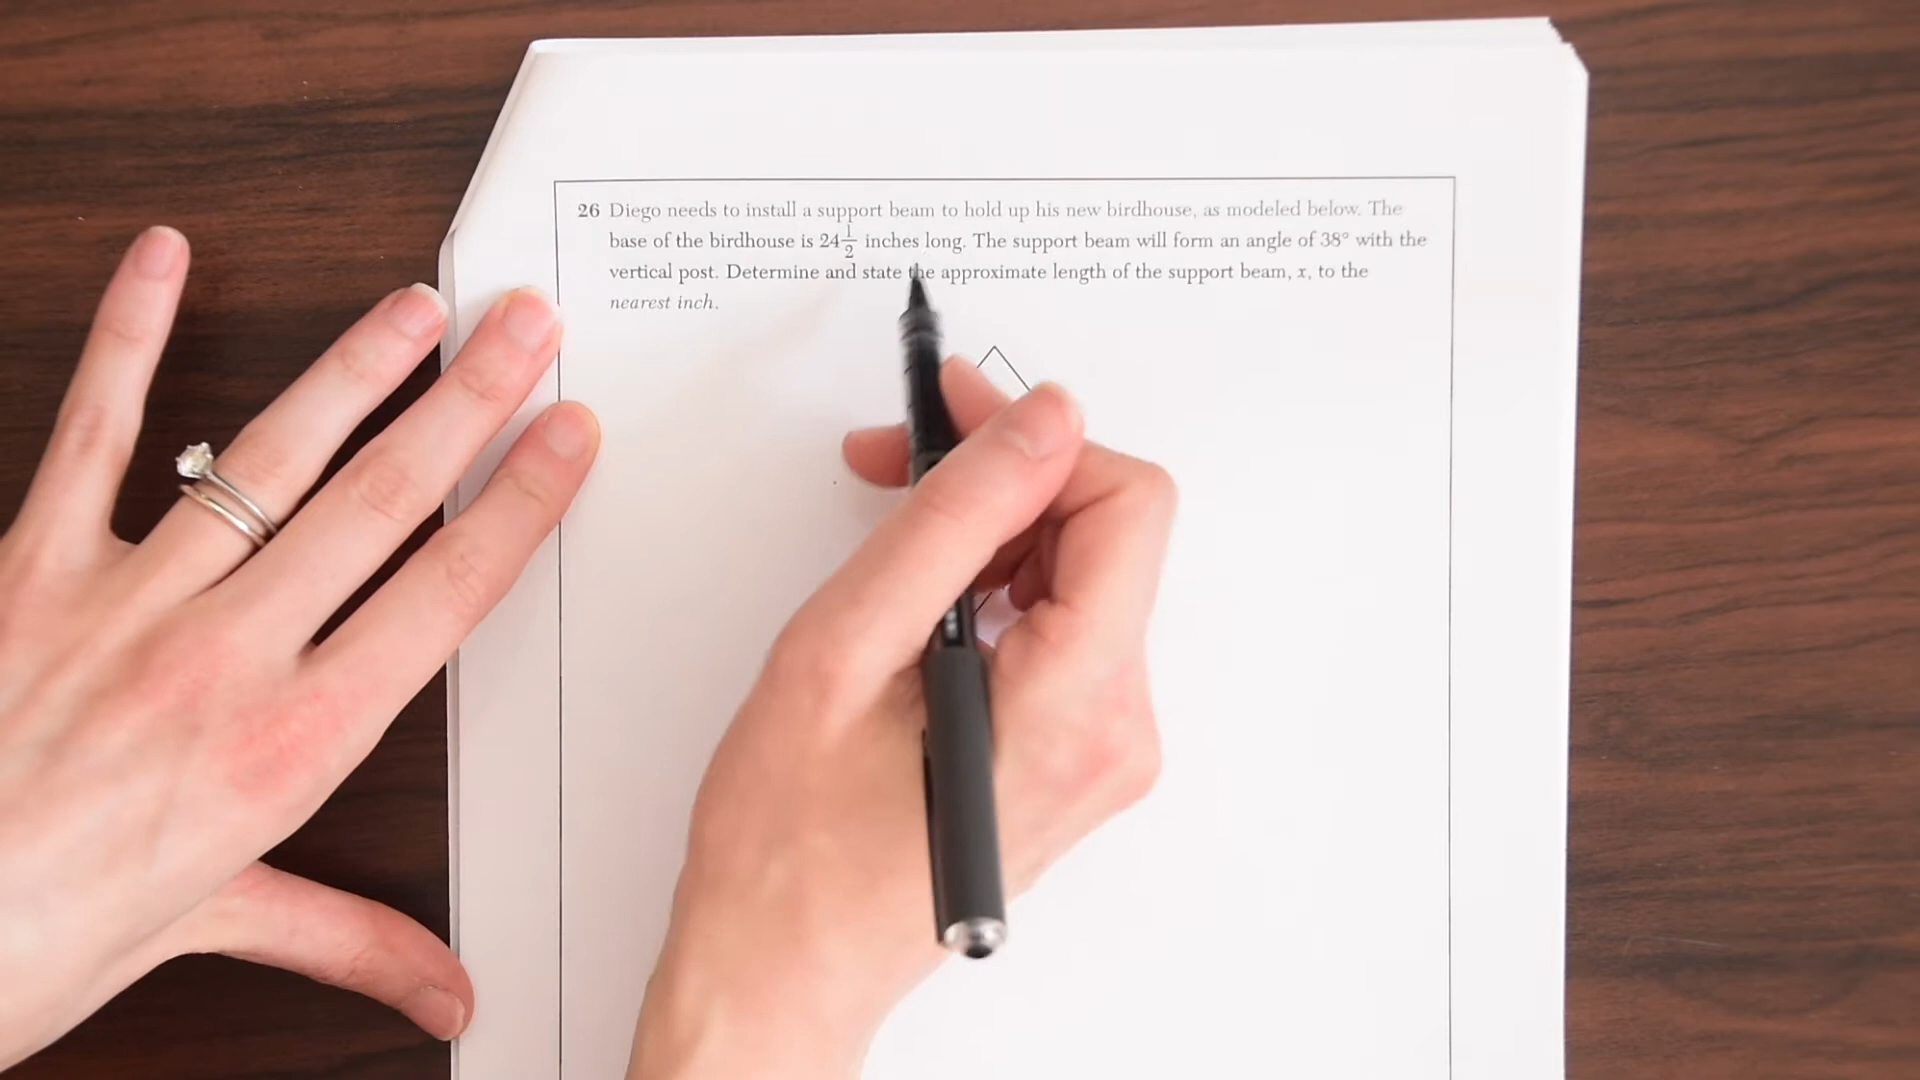 26 Diego needs to install a support beam to hold up his new birdhouse, as modeled below. The
base of the birdhouse is 24 1/2 inches long. The support beam will form an angle of 38° with the
vertical post. Determine and state the approximate length of the support beam, x, to the
nearest inch.